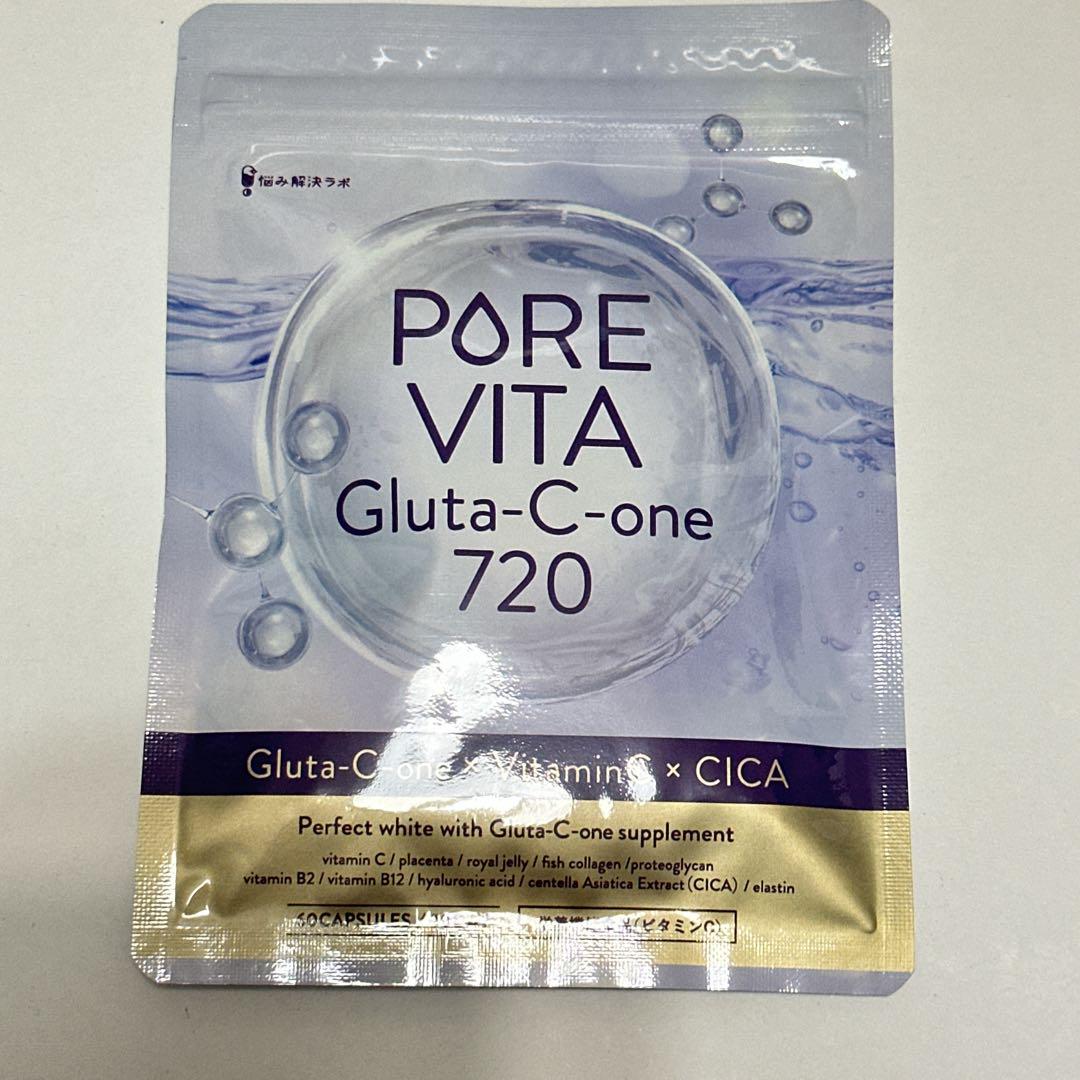 悩み解決ラボ
PORE
VITA
Gluta-C-one
720
Gluta-C-one × VitaminC × CICA
Perfect white with Gluta-C-one supplement
vitamin C / placenta / royal jelly / fish collagen /proteoglycan
vitamin B2 / vitamin B12 / hyaluronic acid / centella Asiatica Extract (CICA) / elastin
60CAPSULES
(ビタミンC)